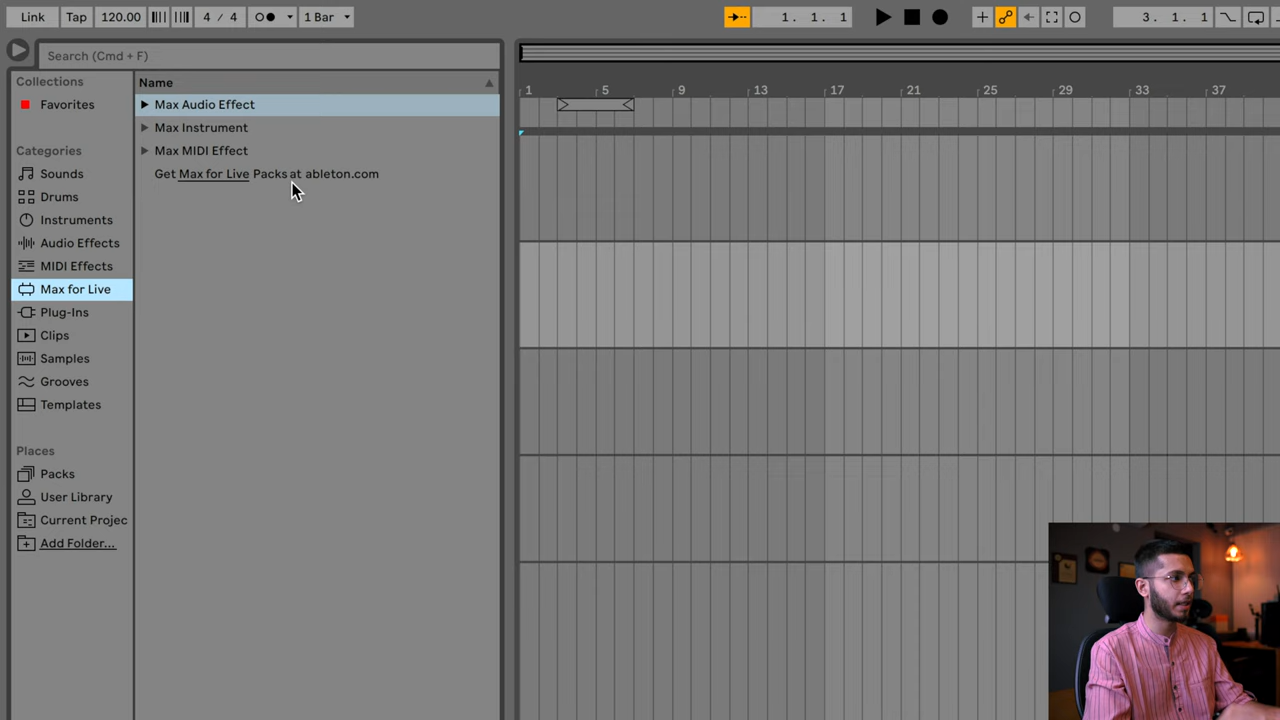 Link Tap 120.00 4 / 4 1 Bar 1. 1. 1 3. 1. 1
Search (Cmd + F)
Collections
Favorites
Categories
Sounds
Drums
Instruments
Audio Effects
MIDI Effects
Max for Live
Plug-Ins
Clips
Samples
Grooves
Templates
Places
Packs
User Library
Current Projec
Add Folder...
Name
Max Audio Effect
Max Instrument
Max MIDI Effect
Get Max for Live Packs at ableton.com
1 5 9 13 17 21 25 29 33 37